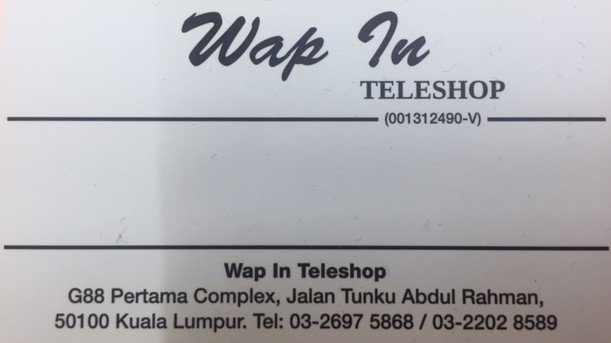 Wap In
TELESHOP
(001312490-V)
Wap In Teleshop
G88 Pertama Complex, Jalan Tunku Abdul Rahman,
50100 Kuala Lumpur. Tel: 03-2697 5868 / 03-2202 8589